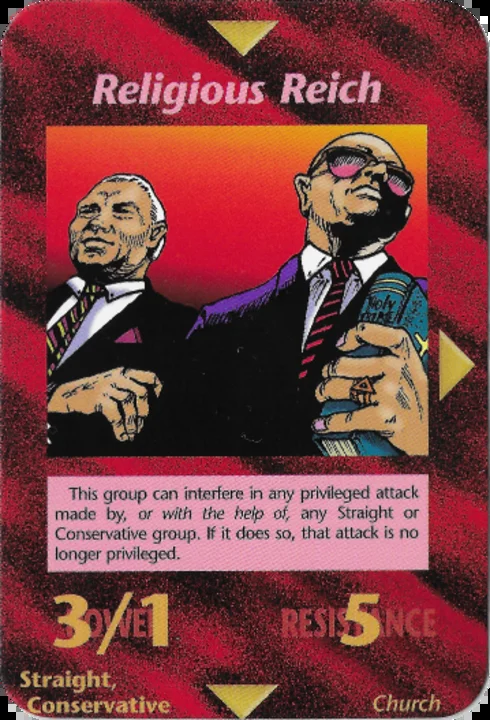 Religious Reich
Holy
This group can interfere in any privileged attack
made by, or with the help of, any Straight or
Conservative group. If it does so, that attack is no
longer privileged.
3/1 POWER RESISTANCE 5
Straight,
Conservative
Church